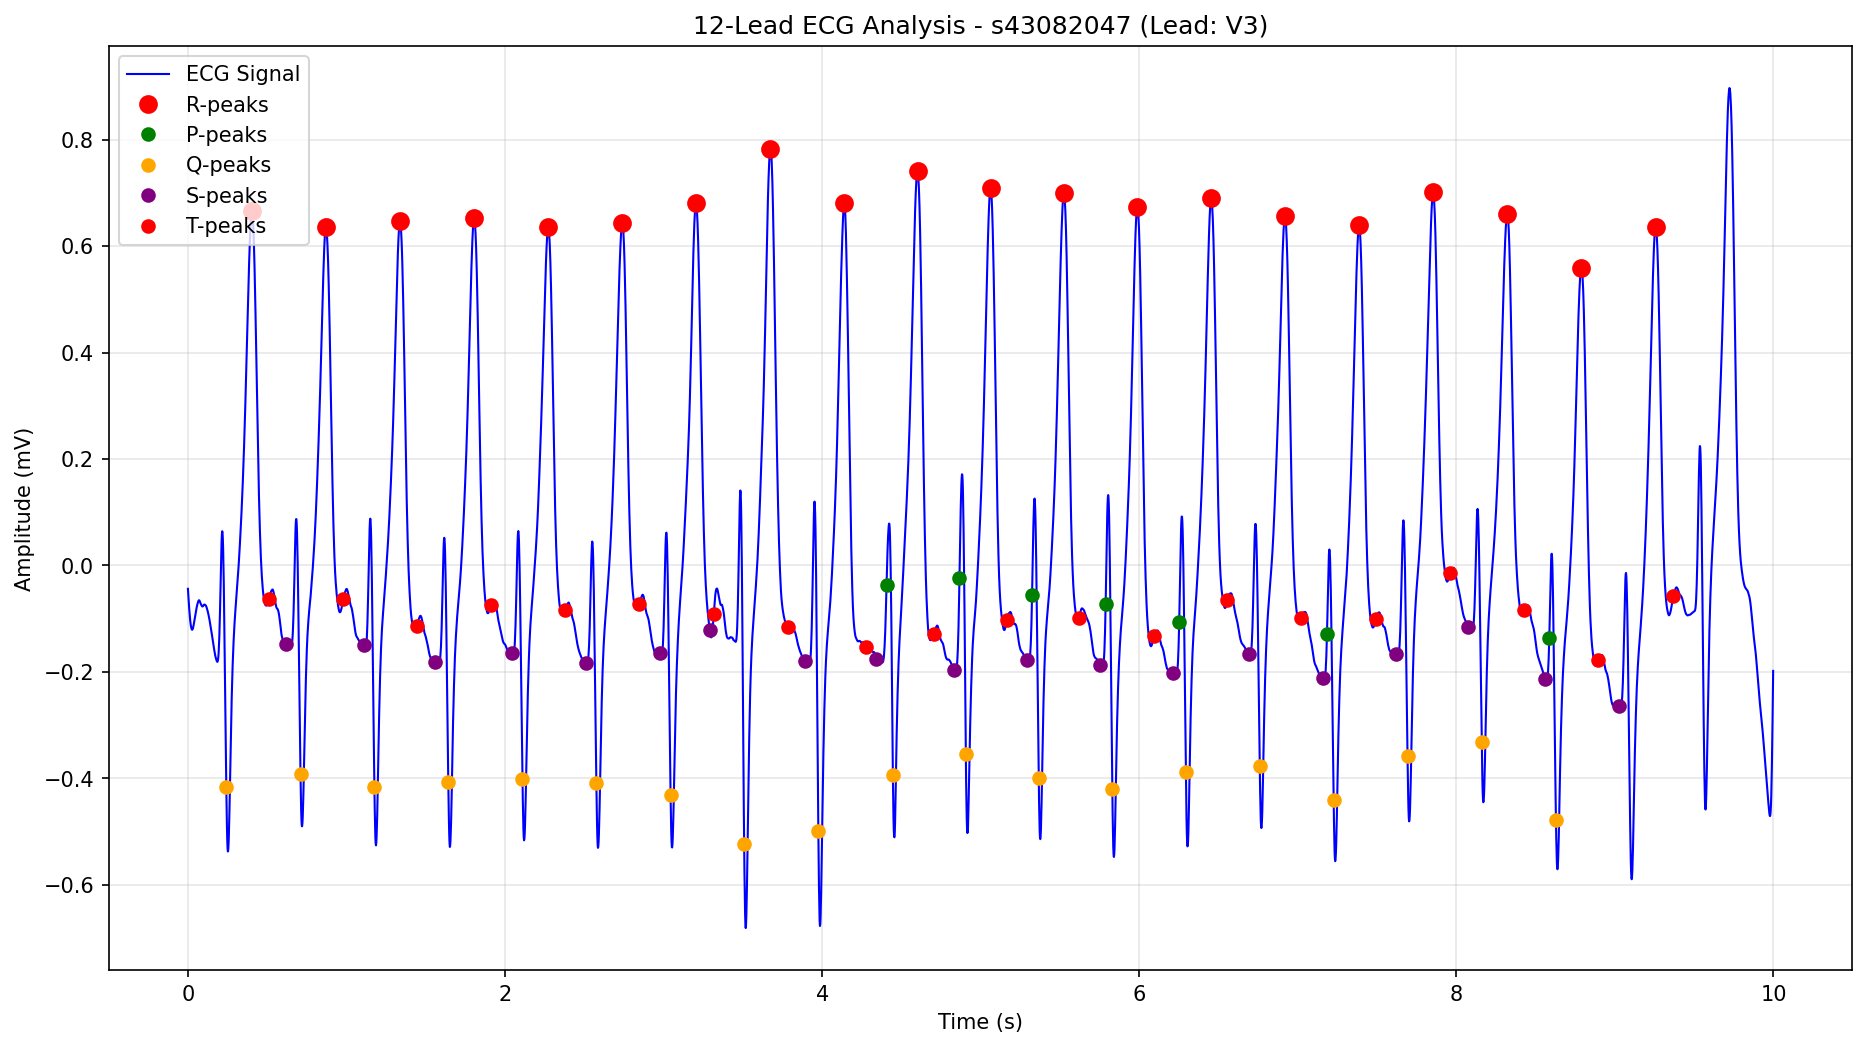 12-Lead ECG Analysis - s43082047 (Lead: V3)
ECG Signal
R-peaks
P-peaks
Q-peaks
S-peaks
T-peaks
Amplitude (mV)
0.8
0.6
0.4
0.2
0.0
−0.2
−0.4
−0.6
0 2 4 6 8 10
Time (s)